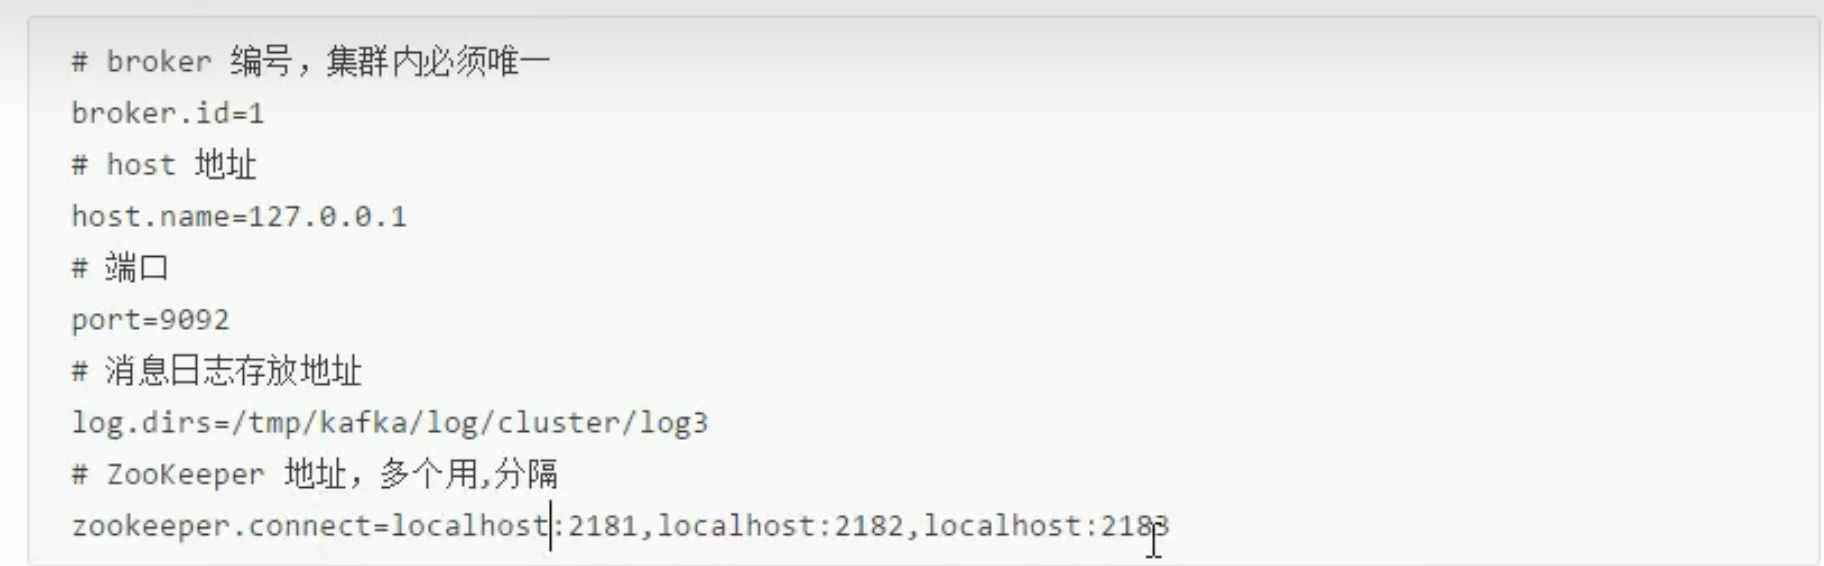 # broker 编号，集群内必须唯一
broker.id=1
# host 地址
host.name=127.0.0.1
# 端口
port=9092
# 消息日志存放地址
log.dirs=/tmp/kafka/log/cluster/log3
# ZooKeeper 地址，多个用,分隔
zookeeper.connect=localhost:2181,localhost:2182,localhost:2183